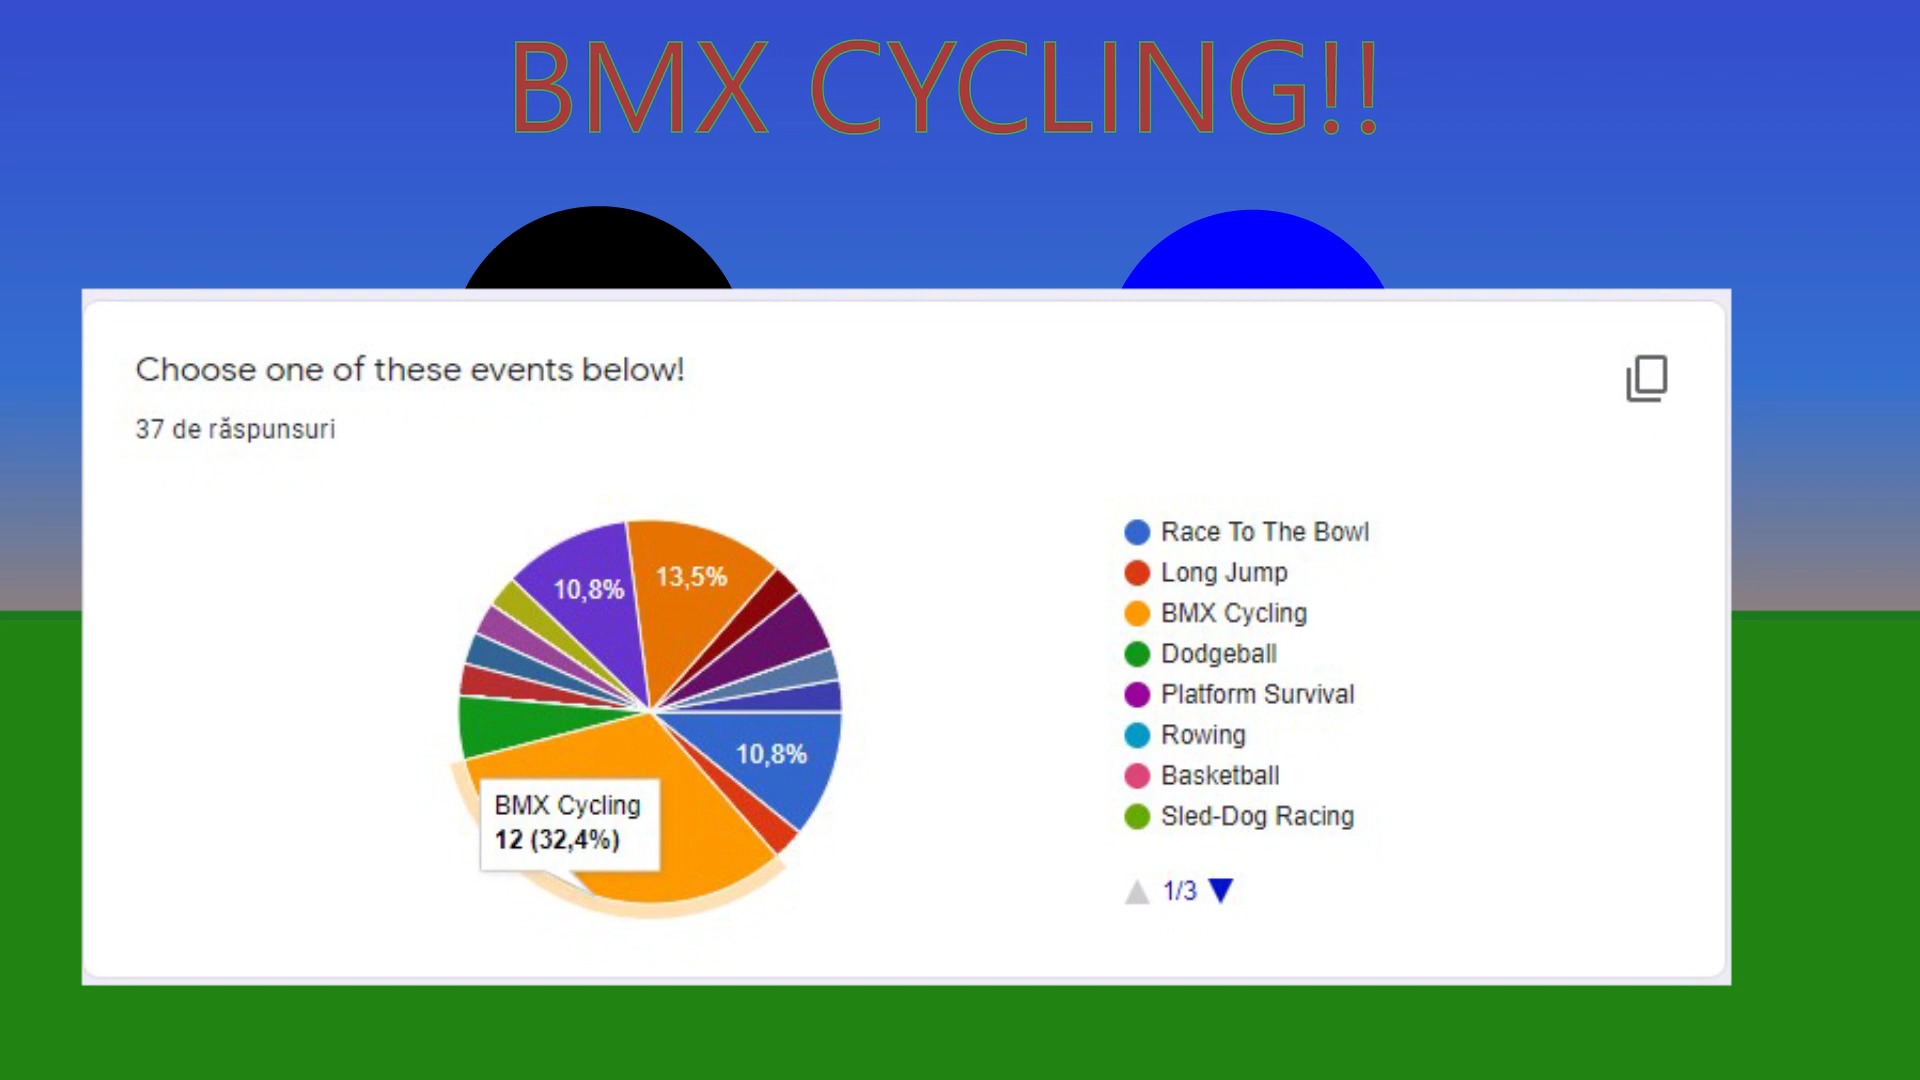 BMX CYCLING!!
Choose one of these events below!
37 de răspunsuri
10,8%
13,5%
10,8%
BMX Cycling
12 (32,4%)
Race To The Bowl
Long Jump
BMX Cycling
Dodgeball
Platform Survival
Rowing
Basketball
Sled-Dog Racing
1/3